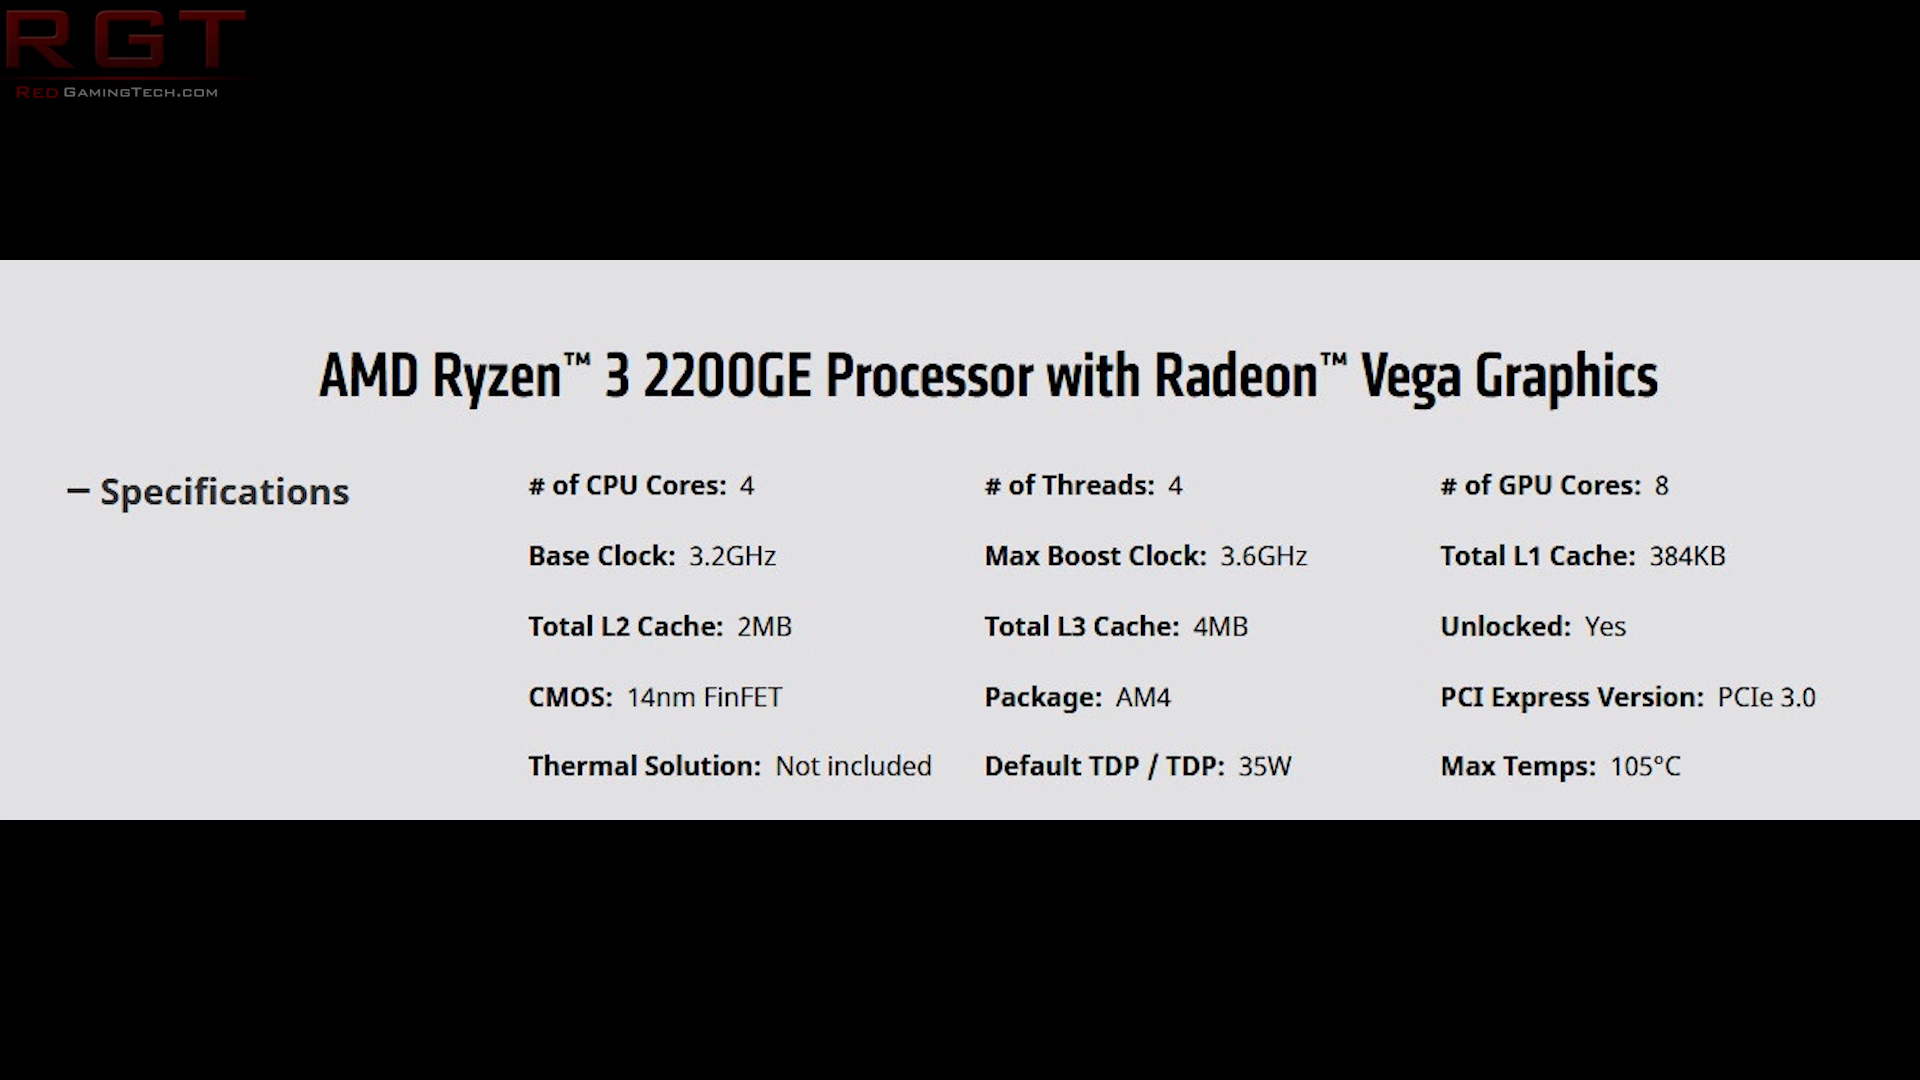 RGT
RedGamingTech.com
AMD Ryzen™ 3 2200GE Processor with Radeon™ Vega Graphics
– Specifications
# of CPU Cores: 4 # of Threads: 4 # of GPU Cores: 8
Base Clock: 3.2GHz Max Boost Clock: 3.6GHz Total L1 Cache: 384KB
Total L2 Cache: 2MB Total L3 Cache: 4MB Unlocked: Yes
CMOS: 14nm FinFET Package: AM4 PCI Express Version: PCIe 3.0
Thermal Solution: Not included Default TDP / TDP: 35W Max Temps: 105°C